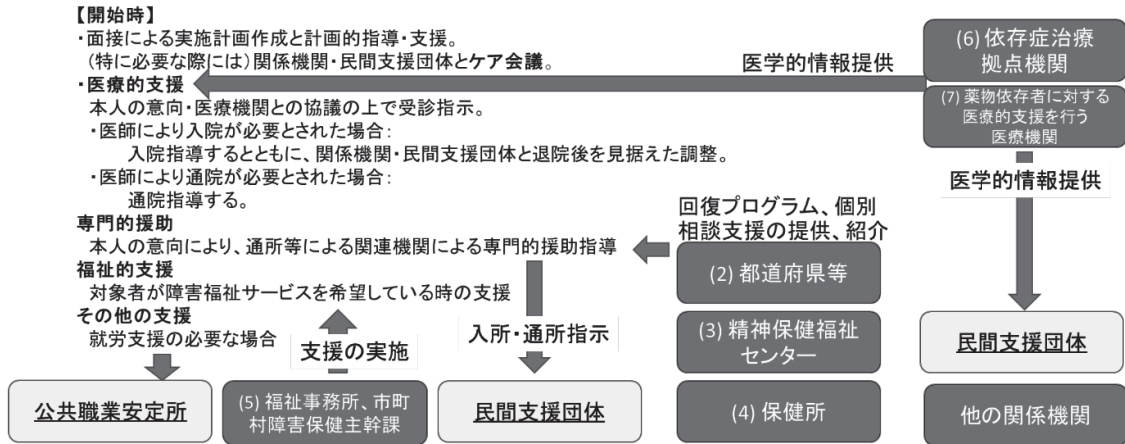 【開始時】
・面接による実施計画作成と計画的指導・支援。
(特に必要な際には)関係機関・民間支援団体とケア会議。
・医療的支援
本人の意向・医療機関との協議の上で受診指示。
・医師により入院が必要とされた場合:
入院指導するとともに、関係機関・民間支援団体と退院後を見据えた調整。
・医師により通院が必要とされた場合:
通院指導する。
専門的援助
本人の意向により、通所等による関連機関による専門的援助指導
福祉的支援
対象者が障害福祉サービスを希望している時の支援
その他の支援
就労支援の必要な場合
医学的情報提供
(6) 依存症治療
拠点機関
(7) 薬物依存者に対する
医療的支援を行う
医療機関
医学的情報提供
回復プログラム、個別
相談支援の提供、紹介
(2) 都道府県等
(3) 精神保健福祉
センター
(4) 保健所
支援の実施
入所・通所指示
公共職業安定所
(5) 福祉事務所、市町
村障害保健主幹課
民間支援団体
民間支援団体
他の関係機関